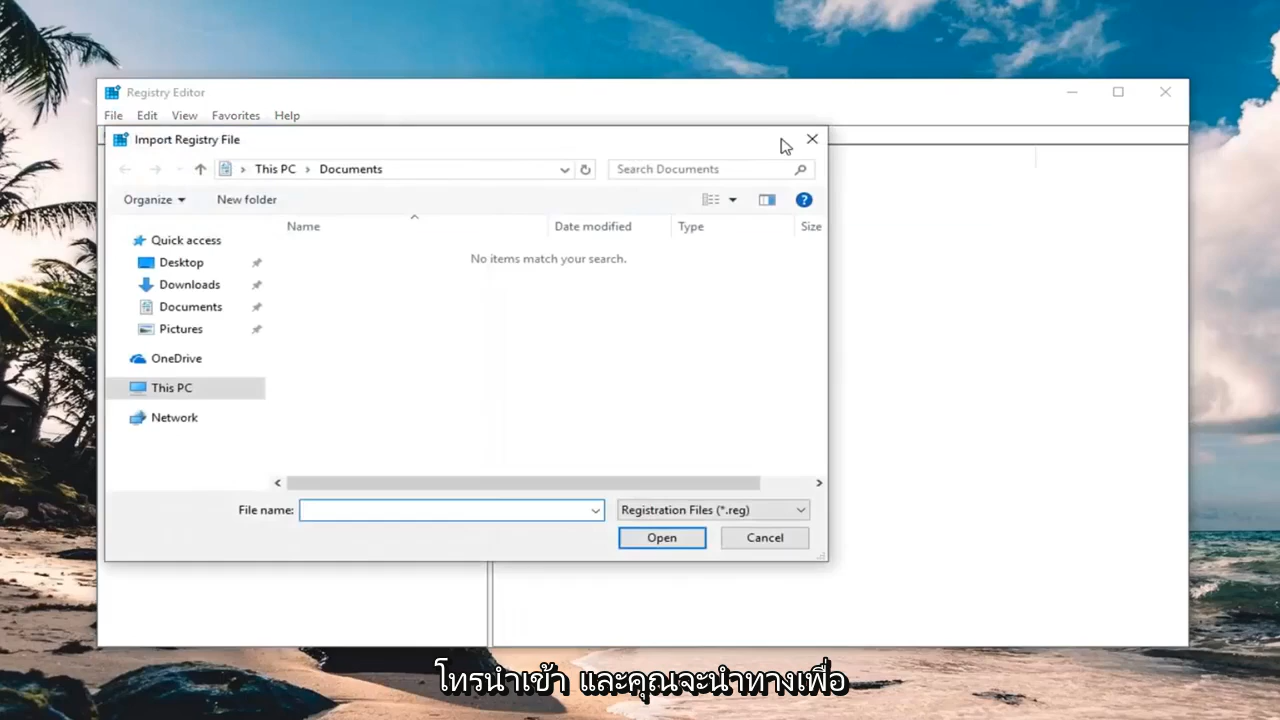 Registry Editor
File Edit View Favorites Help
Import Registry File
This PC Documents
Search Documents
Organize New folder
Name Date modified Type Size
No items match your search.
Quick access
Desktop
Downloads
Documents
Pictures
OneDrive
This PC
Network
File name:
Registration Files (*.reg)
Open Cancel
โทรนำเข้า และคุณจะนำทางเพื่อ